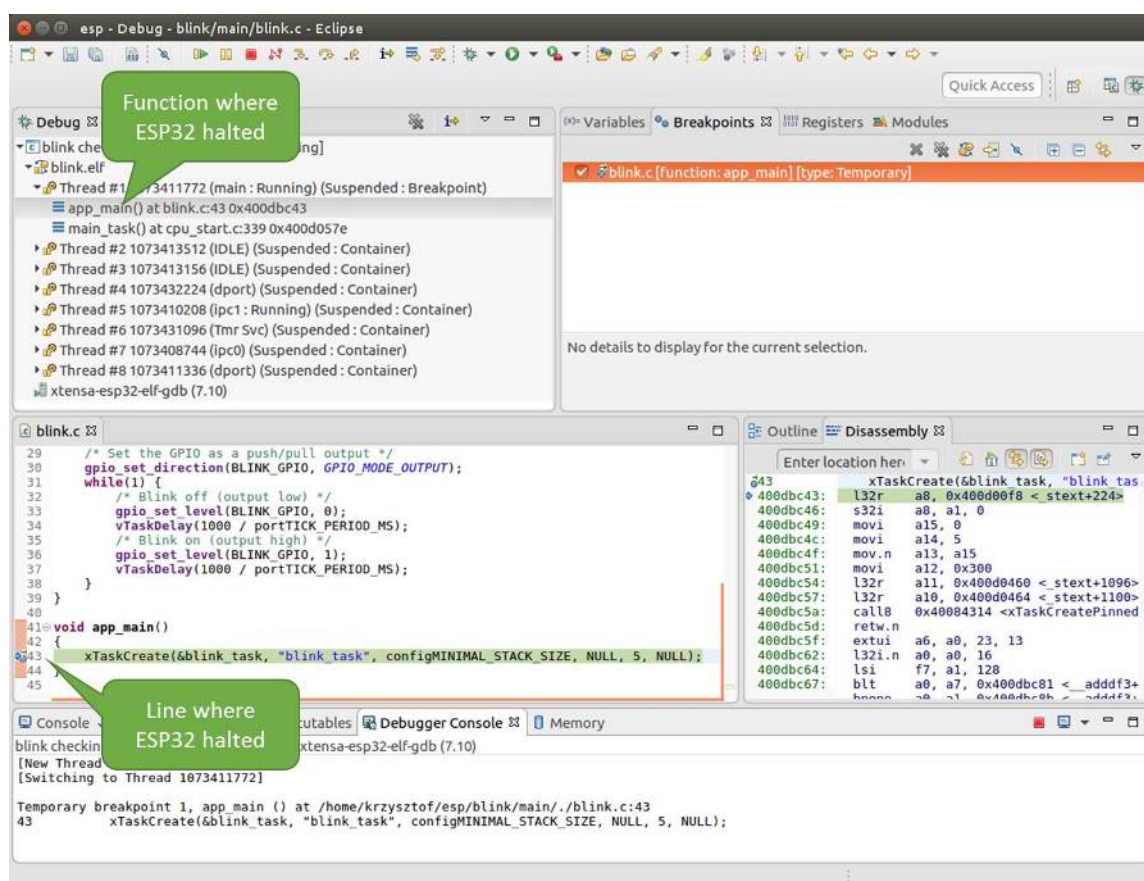 esp - Debug - blink/main/blink.c - Eclipse
Quick Access
Function where
ESP32 halted
Debug
(x)= Variables Breakpoints Registers Modules
blink che ing]
blink.elf
Thread #1 1073411772 (main : Running) (Suspended : Breakpoint)
app_main() at blink.c:43 0x400dbc43
main_task() at cpu_start.c:339 0x400d057e
Thread #2 1073413512 (IDLE) (Suspended : Container)
Thread #3 1073413156 (IDLE) (Suspended : Container)
Thread #4 1073432224 (dport) (Suspended : Container)
Thread #5 1073410208 (ipc1 : Running) (Suspended : Container)
Thread #6 1073431096 (Tmr Svc) (Suspended : Container)
Thread #7 1073408744 (ipc0) (Suspended : Container)
Thread #8 1073411336 (dport) (Suspended : Container)
xtensa-esp32-elf-gdb (7.10)
blink.c [function: app_main] [type: Temporary]
No details to display for the current selection.
blink.c
29 /* Set the GPIO as a push/pull output */
30 gpio_set_direction(BLINK_GPIO, GPIO_MODE_OUTPUT);
31 while(1) {
32 /* Blink off (output low) */
33 gpio_set_level(BLINK_GPIO, 0);
34 vTaskDelay(1000 / portTICK_PERIOD_MS);
35 /* Blink on (output high) */
36 gpio_set_level(BLINK_GPIO, 1);
37 vTaskDelay(1000 / portTICK_PERIOD_MS);
38 }
39 }
40
41 void app_main()
42 {
43 xTaskCreate(&blink_task, "blink_task", configMINIMAL_STACK_SIZE, NULL, 5, NULL);
44 }
45
Outline Disassembly
Enter location her
43 xTaskCreate(&blink_task, "blink_tas
400dbc43: l32r a8, 0x400d00f8 <_stext+224>
400dbc46: s32i a8, a1, 0
400dbc49: movi a15, 0
400dbc4c: movi a14, 5
400dbc4f: mov.n a13, a15
400dbc51: movi a12, 0x300
400dbc54: l32r a11, 0x400d0460 <_stext+1096>
400dbc57: l32r a10, 0x400d0464 <_stext+1100>
400dbc5a: call8 0x40084314 <xTaskCreatePinned
400dbc5d: retw.n
400dbc5f: extui a6, a0, 23, 13
400dbc62: l32i.n a0, a0, 16
400dbc64: lsi f7, a1, 128
400dbc67: blt a0, a7, 0x400dbc81 <__adddf3+
Line where
ESP32 halted
Console cutables Debugger Console Memory
blink checkin xtensa-esp32-elf-gdb (7.10)
[New Thread
[Switching to Thread 1073411772]
Temporary breakpoint 1, app_main () at /home/krzysztof/esp/blink/main/./blink.c:43
43 xTaskCreate(&blink_task, "blink_task", configMINIMAL_STACK_SIZE, NULL, 5, NULL);